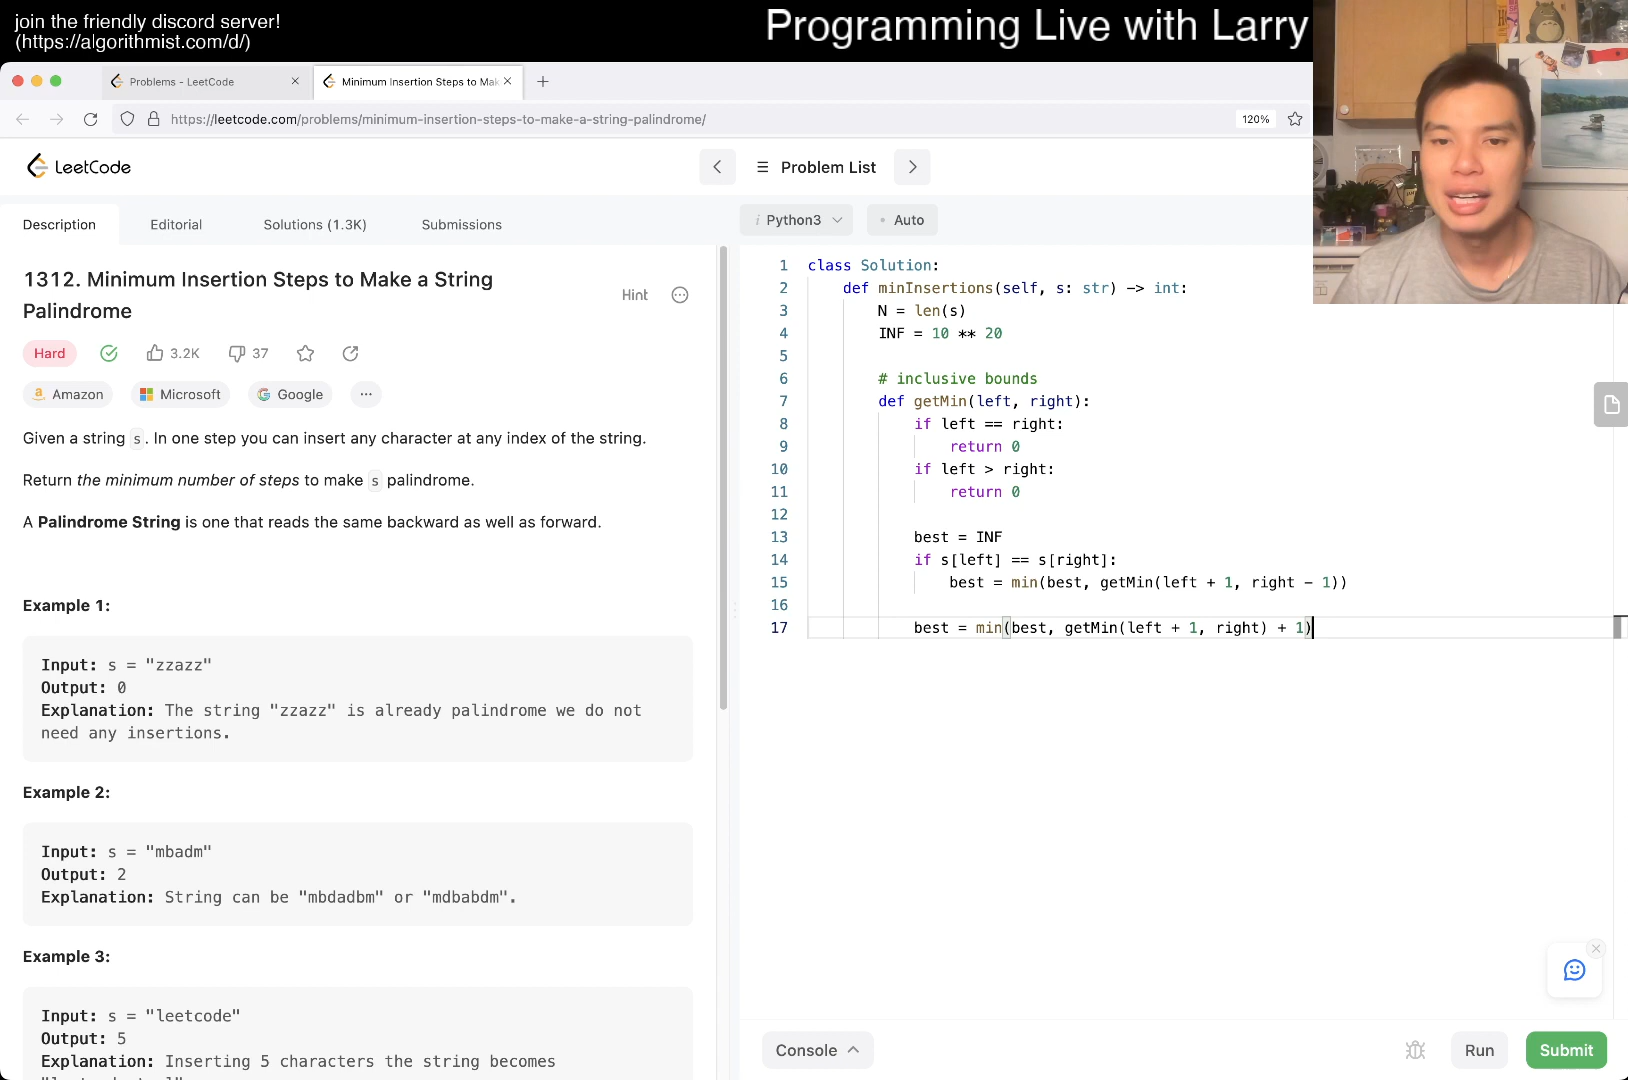 join the friendly discord server!
(https://algorithmist.com/d/)
Programming Live with Larry
Problems - LeetCode
Minimum Insertion Steps to Mak
https://leetcode.com/problems/minimum-insertion-steps-to-make-a-string-palindrome/
120%
LeetCode
Problem List
Description
Editorial
Solutions (1.3K)
Submissions
1312. Minimum Insertion Steps to Make a String
Palindrome
Hint
Hard
3.2K
37
Amazon
Microsoft
Google
Given a string s. In one step you can insert any character at any index of the string.
Return the minimum number of steps to make s palindrome.
A Palindrome String is one that reads the same backward as well as forward.
Example 1:
Input: s = "zzazz"
Output: 0
Explanation: The string "zzazz" is already palindrome we do not
need any insertions.
Example 2:
Input: s = "mbadm"
Output: 2
Explanation: String can be "mbdadbm" or "mdbabdm".
Example 3:
Input: s = "leetcode"
Output: 5
Explanation: Inserting 5 characters the string becomes
i Python3
Auto
1 class Solution:
2 def minInsertions(self, s: str) -> int:
3 N = len(s)
4 INF = 10 ** 20
5
6 # inclusive bounds
7 def getMin(left, right):
8 if left == right:
9 return 0
10 if left > right:
11 return 0
12
13 best = INF
14 if s[left] == s[right]:
15 best = min(best, getMin(left + 1, right - 1))
16
17 best = min(best, getMin(left + 1, right) + 1)
Console
Run
Submit